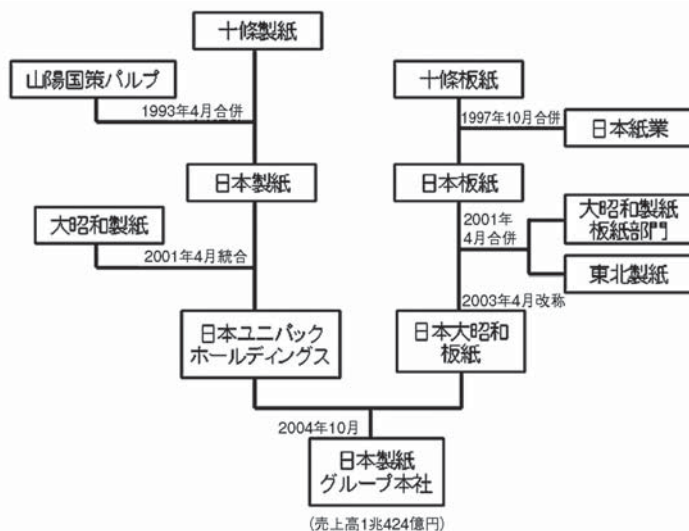 十條製紙
山陽国策パルプ
十條板紙
1993年4月合併
1997年10月合併
日本紙業
日本製紙
日本板紙
大昭和製紙
板紙部門
大昭和製紙
2001年
4月合併
2001年4月統合
東北製紙
2003年4月改称
日本ユニパック
ホールディングス
日本大昭和
板紙
2004年10月
日本製紙
グループ本社
(売上高1兆424億円)